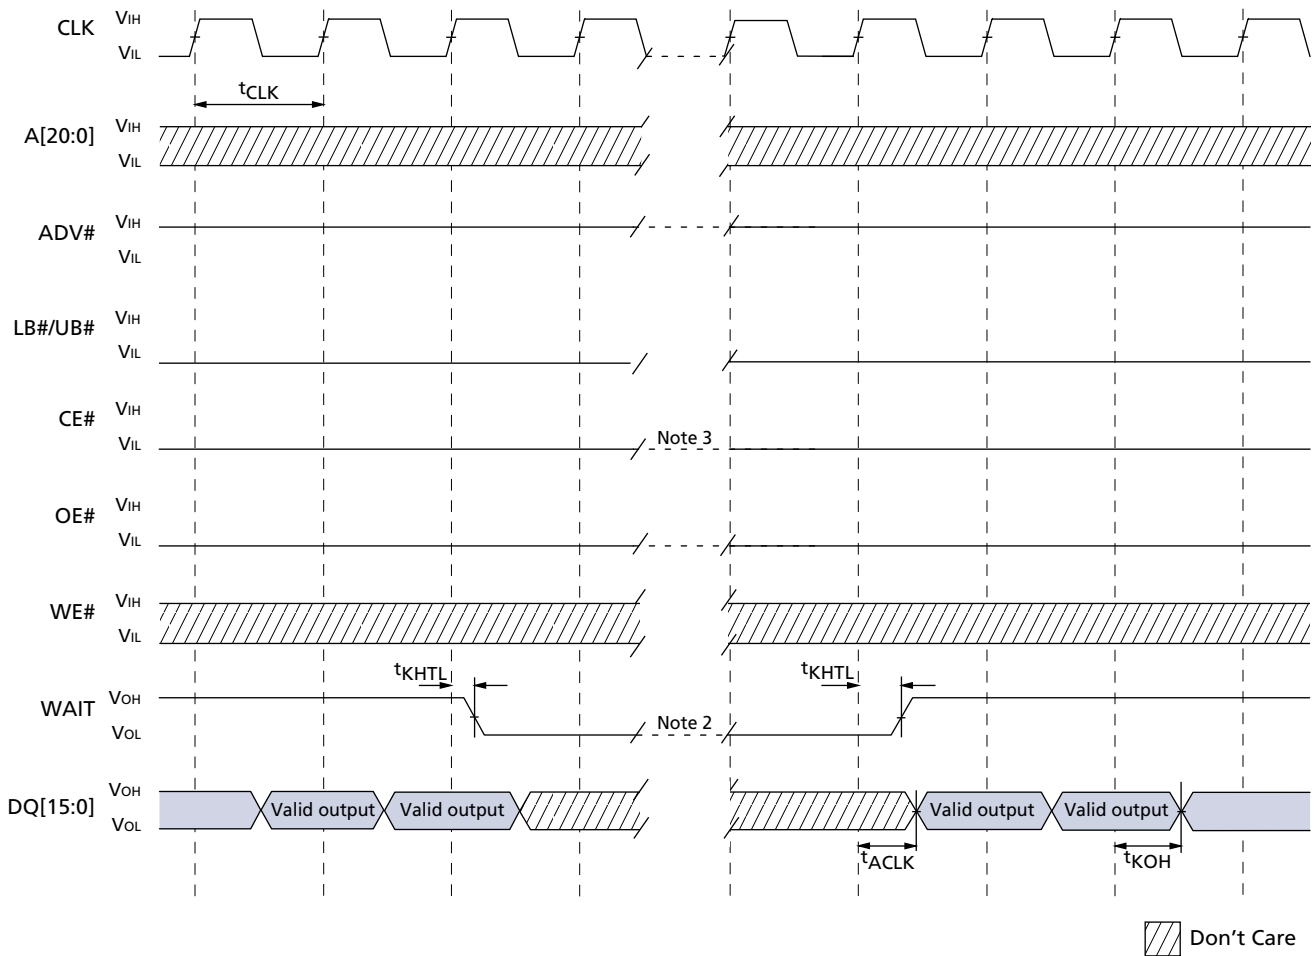 CLK
VIH
VIL
tCLK
A[20:0]
VIH
VIL
ADV#
VIH
VIL
LB#/UB#
VIH
VIL
CE#
VIH
VIL
Note 3
OE#
VIH
VIL
WE#
VIH
VIL
tKHTL
tKHTL
WAIT
VOH
VOL
Note 2
DQ[15:0]
VOH
VOL
Valid output
Valid output
Valid output
Valid output
tACLK
tKOH
Don't Care